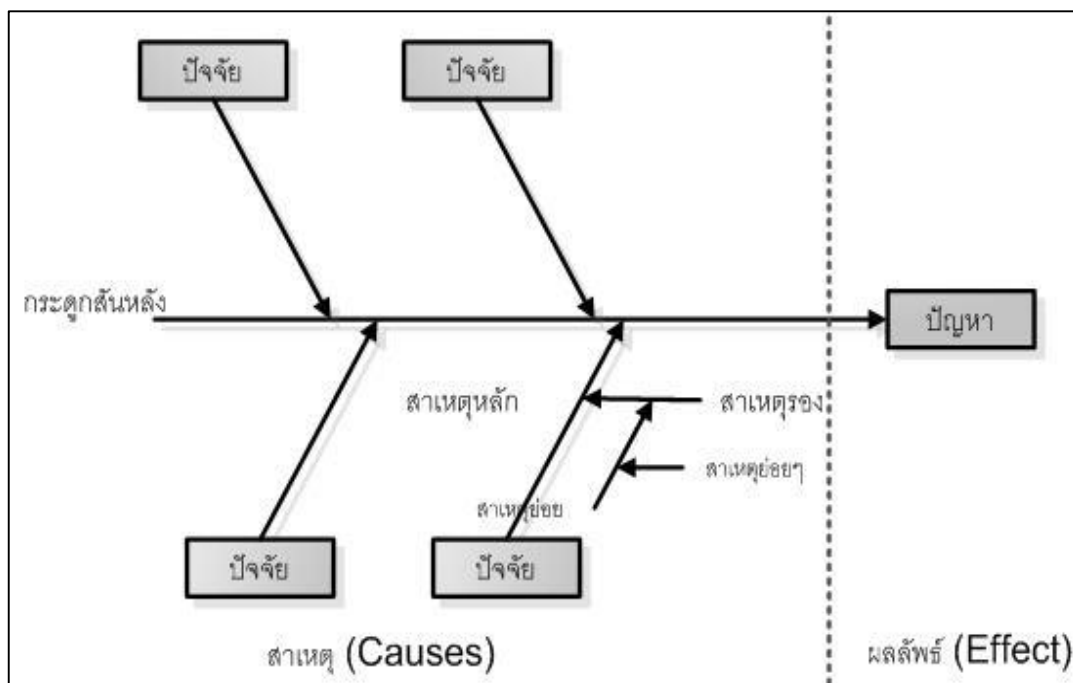 ปัจจัย
ปัจจัย
กระดูกสันหลัง
ปัญหา
สาเหตุหลัก
สาเหตุรอง
สาเหตุย่อยๆ
สาเหตุย่อย
ปัจจัย
ปัจจัย
สาเหตุ (Causes)
ผลลัพธ์ (Effect)